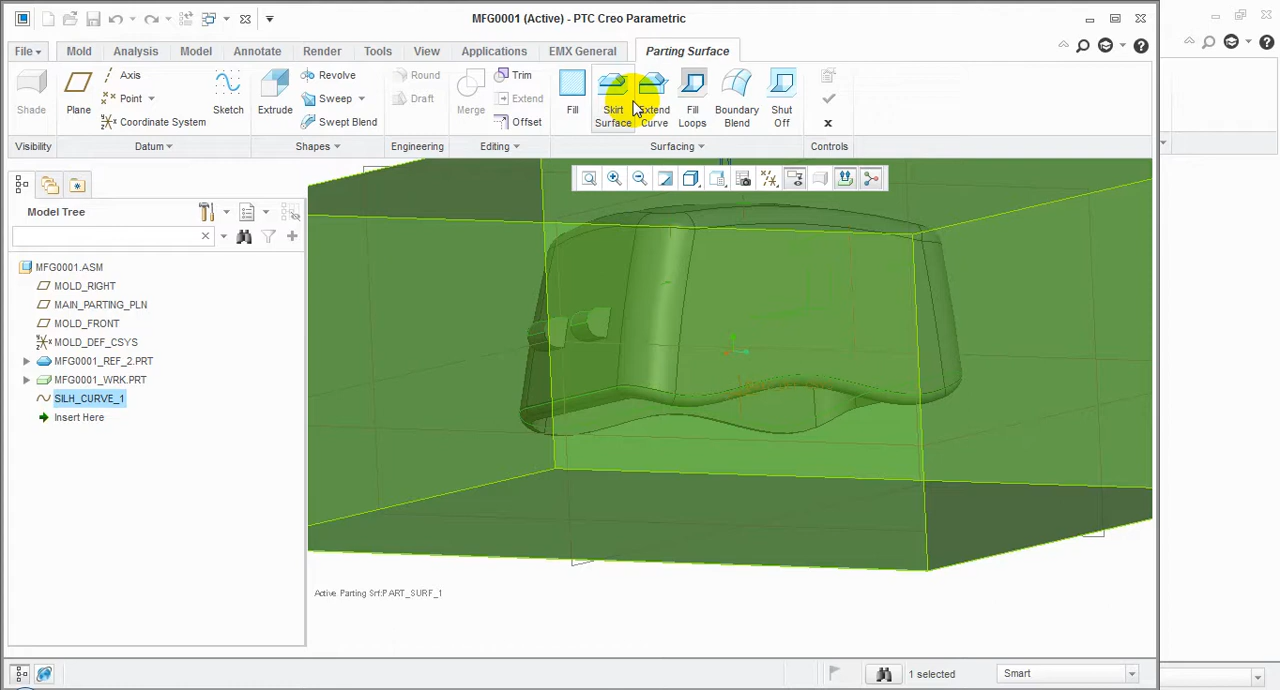 MFG0001 (Active) - PTC Creo Parametric
File Mold Analysis Model Annotate Render Tools View Applications EMX General Parting Surface
Shade
Plane
Axis
Point
Coordinate System
Sketch
Extrude
Revolve
Sweep
Swept Blend
Round
Draft
Merge
Trim
Extend
Offset
Fill
Skirt
Surface
Extend
Curve
Fill
Loops
Boundary
Blend
Shut
Off
Visibility Datum Shapes Engineering Editing Surfacing Controls
Model Tree
MFG0001.ASM
MOLD_RIGHT
MAIN_PARTING_PLN
MOLD_FRONT
MOLD_DEF_CSYS
MFG0001_REF_2.PRT
MFG0001_WRK.PRT
SILH_CURVE_1
Insert Here
Active Parting Srf:PART_SURF_1
1 selected
Smart